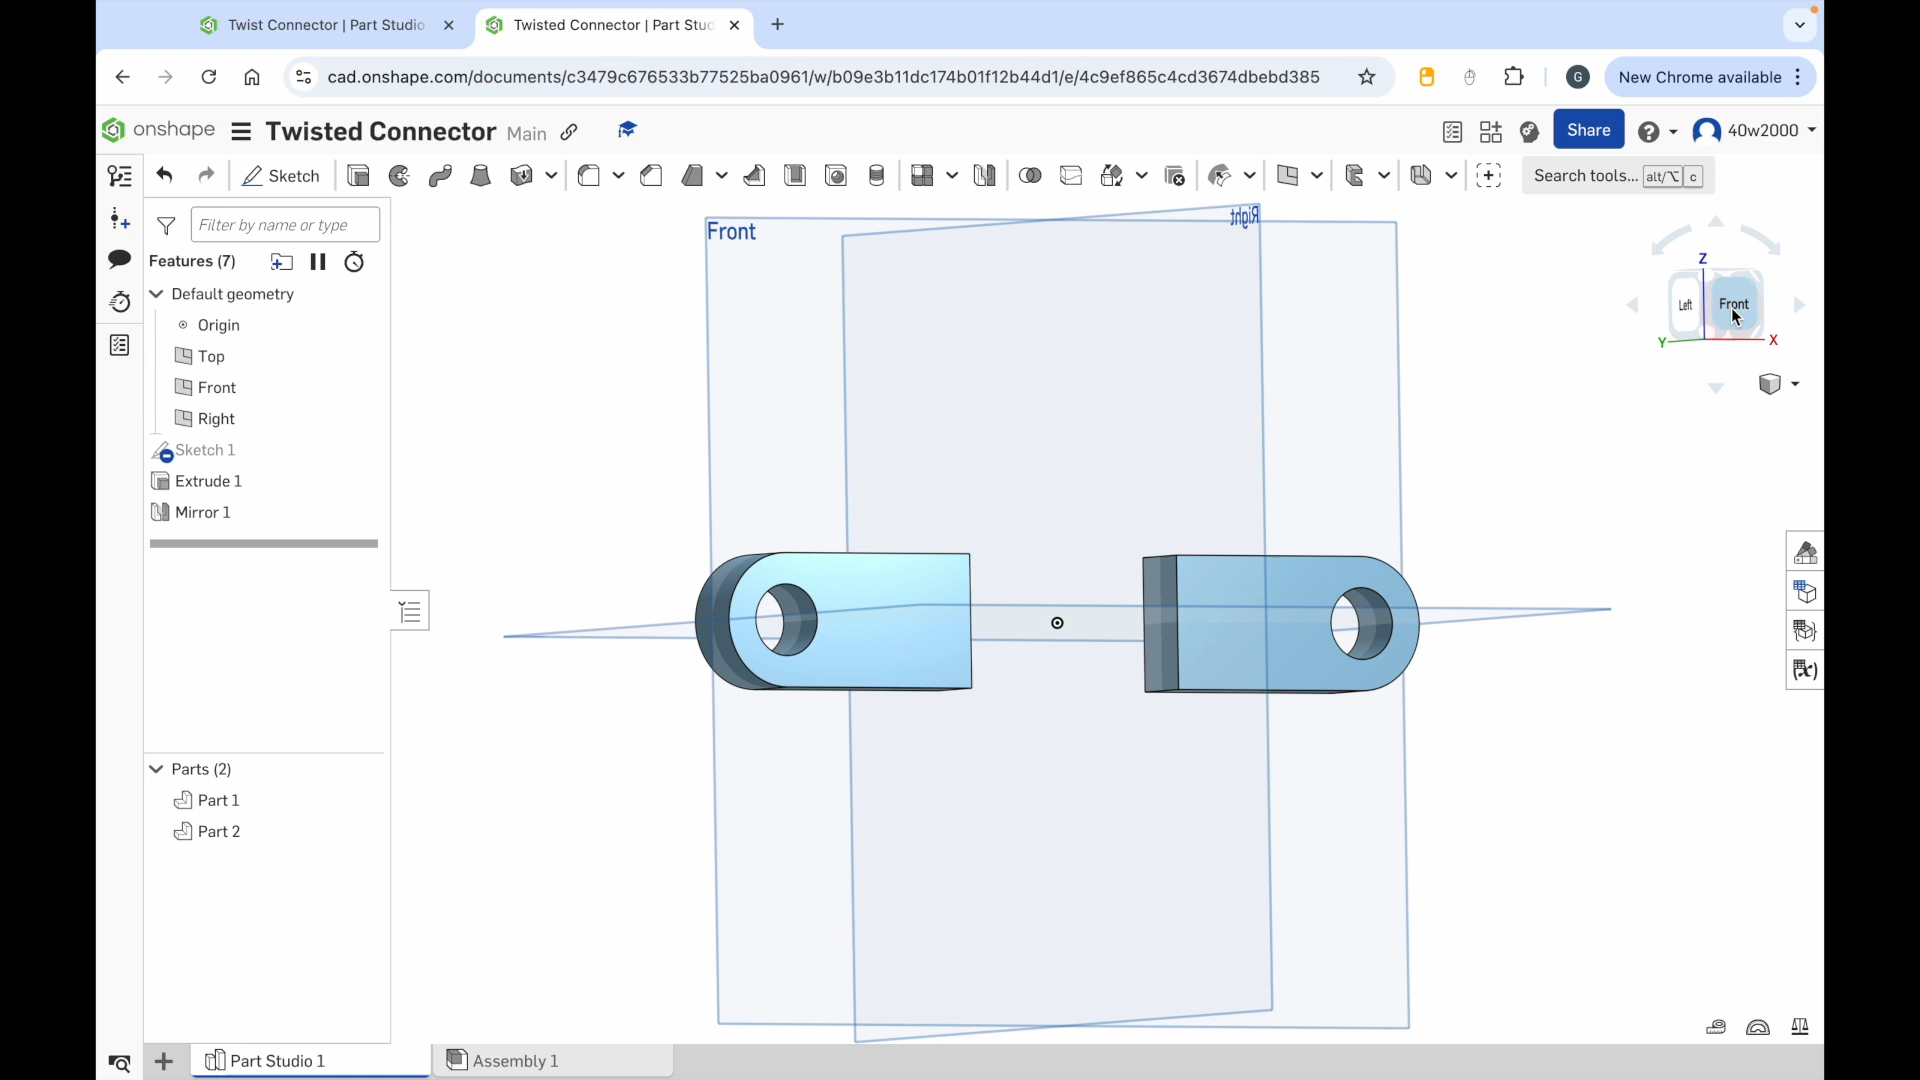 Twist Connector | Part Studio
Twisted Connector | Part Stud
cad.onshape.com/documents/c3479c676533b77525ba0961/w/b09e3b11dc174b01f12b44d1/e/4c9ef865c4cd3674dbebd385
G
New Chrome available
onshape
Twisted Connector
Main
Share
40w2000
Sketch
Search tools... alt/⌥ c
Filter by name or type
Features (7)
Default geometry
Origin
Top
Front
Right
Sketch 1
Extrude 1
Mirror 1
Parts (2)
Part 1
Part 2
Front
Right
Z
Left
Front
Y
X
Part Studio 1
Assembly 1